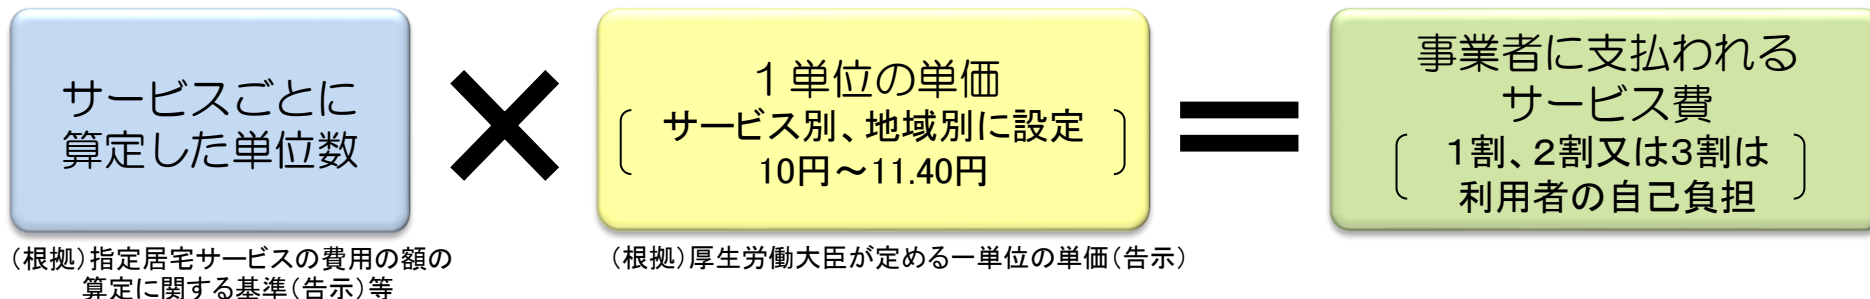 サービスごとに
算定した単位数
×
1単位の単価
サービス別、地域別に設定
10円～11.40円
＝
事業者に支払われる
サービス費
1割、2割又は3割は
利用者の自己負担
（根拠）指定居宅サービスの費用の額の
算定に関する基準（告示）等
（根拠）厚生労働大臣が定める一単位の単価（告示）